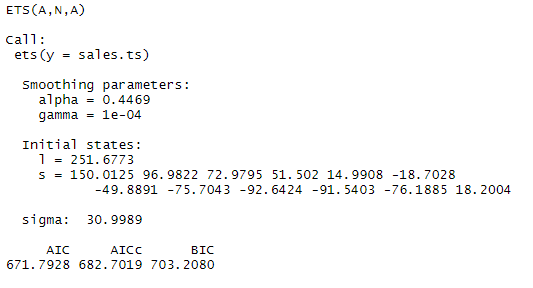 ETS(A,N,A)
Call:
ets(y = sales.ts)
Smoothing parameters:
alpha = 0.4469
gamma = 1e-04
Initial states:
l = 251.6773
s = 150.0125 96.9822 72.9795 51.502 14.9908 -18.7028
-49.8891 -75.7043 -92.6424 -91.5403 -76.1885 18.2004
sigma: 30.9989
AIC AICc BIC
671.7928 682.7019 703.2080